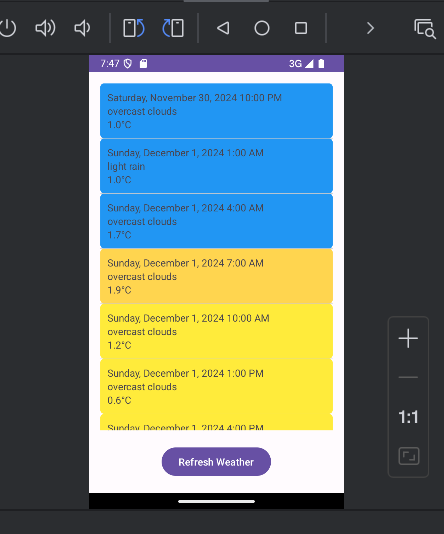 7:47
3G
Saturday, November 30, 2024 10:00 PM
overcast clouds
1.0°C
Sunday, December 1, 2024 1:00 AM
light rain
1.0°C
Sunday, December 1, 2024 4:00 AM
overcast clouds
1.7°C
Sunday, December 1, 2024 7:00 AM
overcast clouds
1.9°C
Sunday, December 1, 2024 10:00 AM
overcast clouds
1.2°C
Sunday, December 1, 2024 1:00 PM
overcast clouds
0.6°C
Sunday, December 1, 2024 4:00 PM
Refresh Weather
1:1